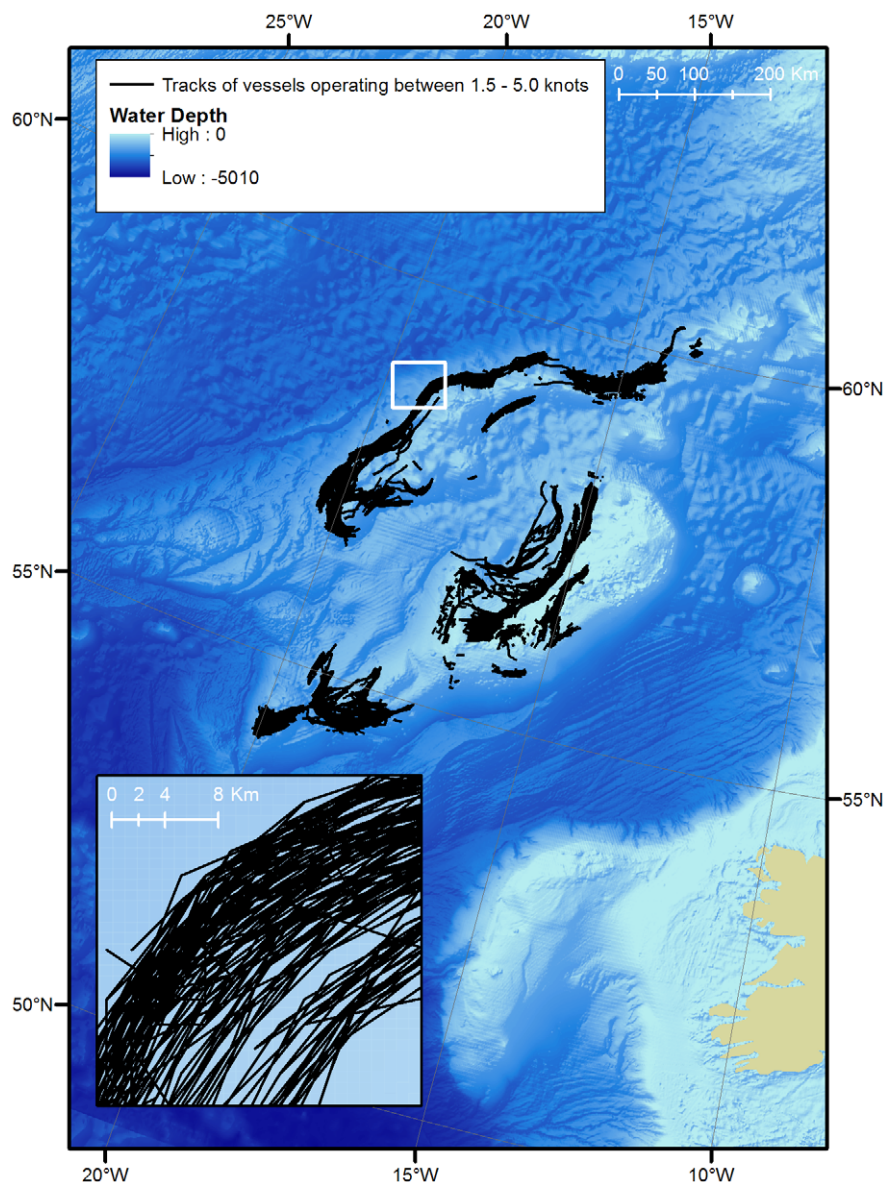 25°W 20°W 15°W
Tracks of vessels operating between 1.5 - 5.0 knots
0 50 100 200 Km
Water Depth
High : 0
Low : -5010
60°N
60°N
55°N
55°N
0 2 4 8 Km
50°N
20°W 15°W 10°W